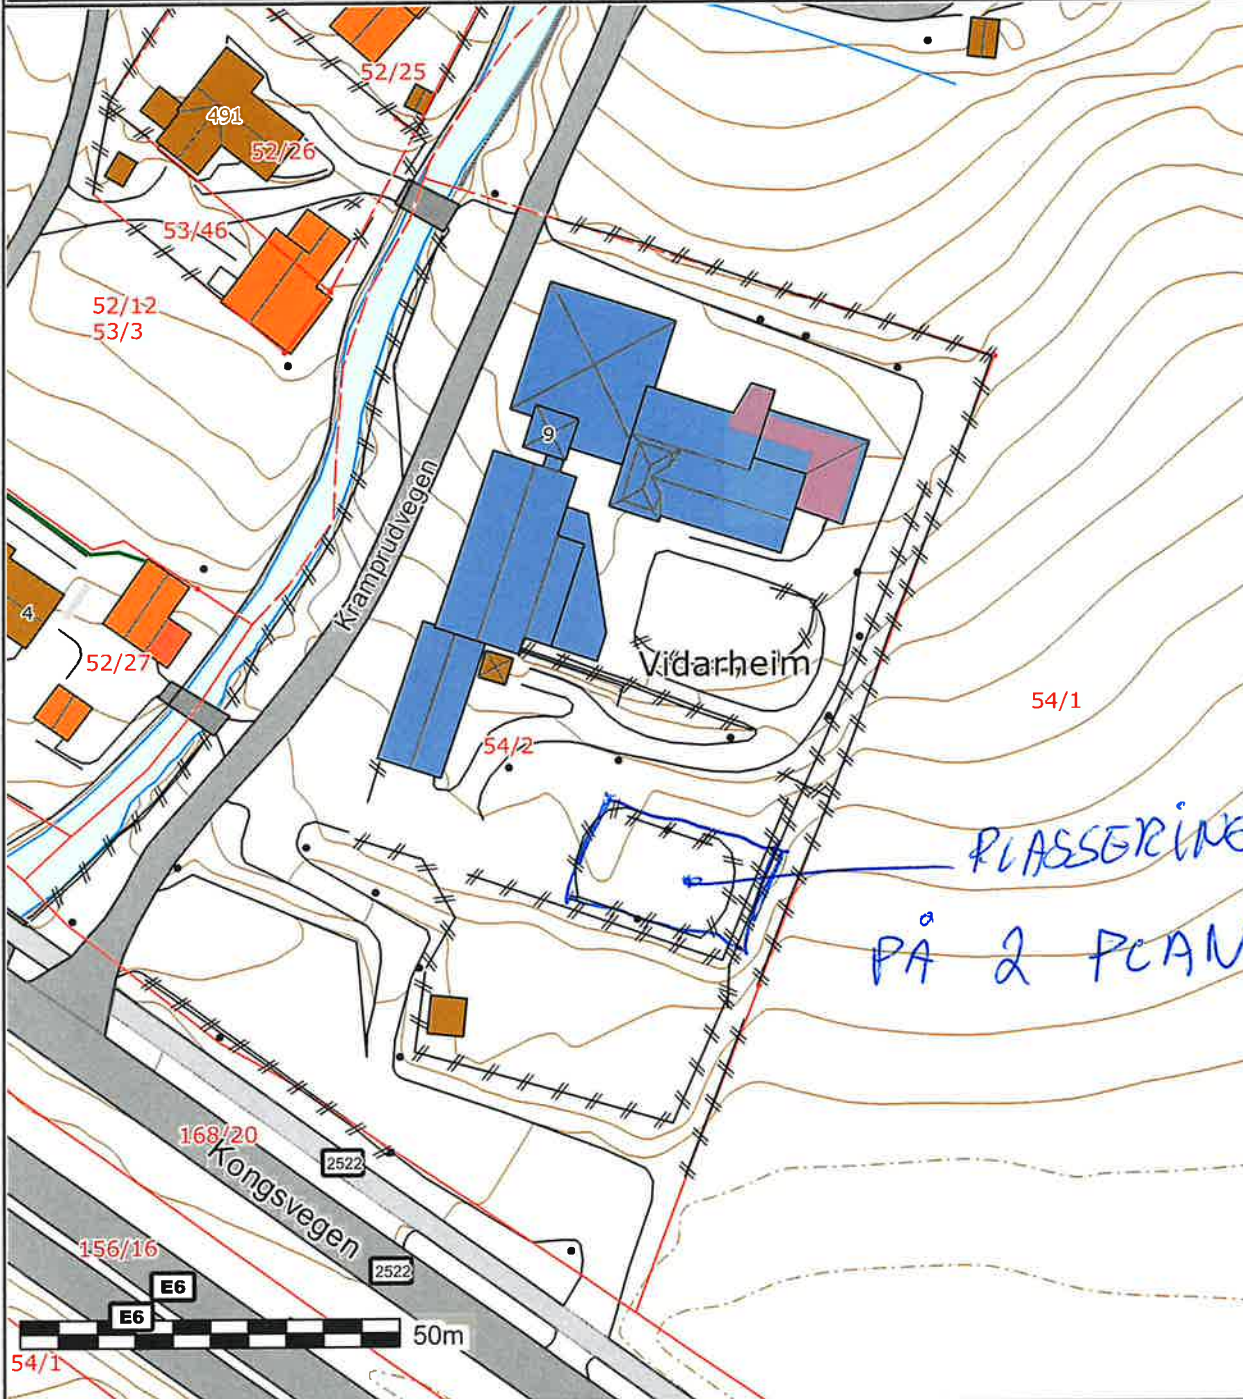 52/25
491
52/26
53/46
52/12
53/3
9
Kramprudvegen
4
52/27
Vidarheim
54/1
54/2
PLASSERING
PÅ 2 PLAN
168/20
2522
Kongsvegen
156/16
2522
E6
E6
50m
54/1